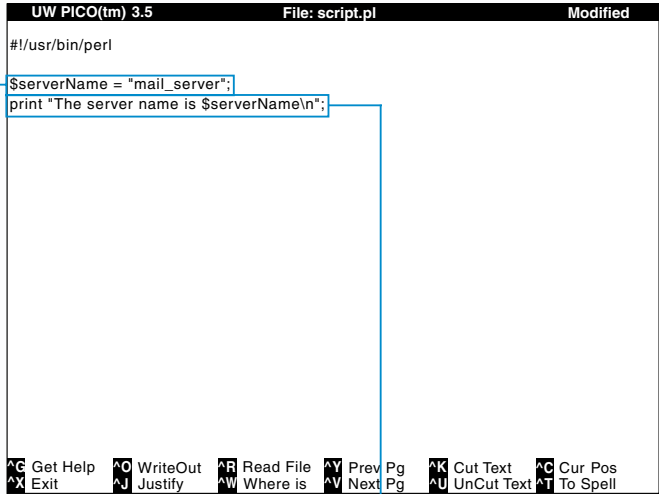 UW PICO(tm) 3.5 File: script.pl Modified
#!/usr/bin/perl
$serverName = "mail_server";
print "The server name is $serverName\n";
^G Get Help ^O WriteOut ^R Read File ^Y Prev Pg ^K Cut Text ^C Cur Pos
^X Exit ^J Justify ^W Where is ^V Next Pg ^U UnCut Text ^T To Spell